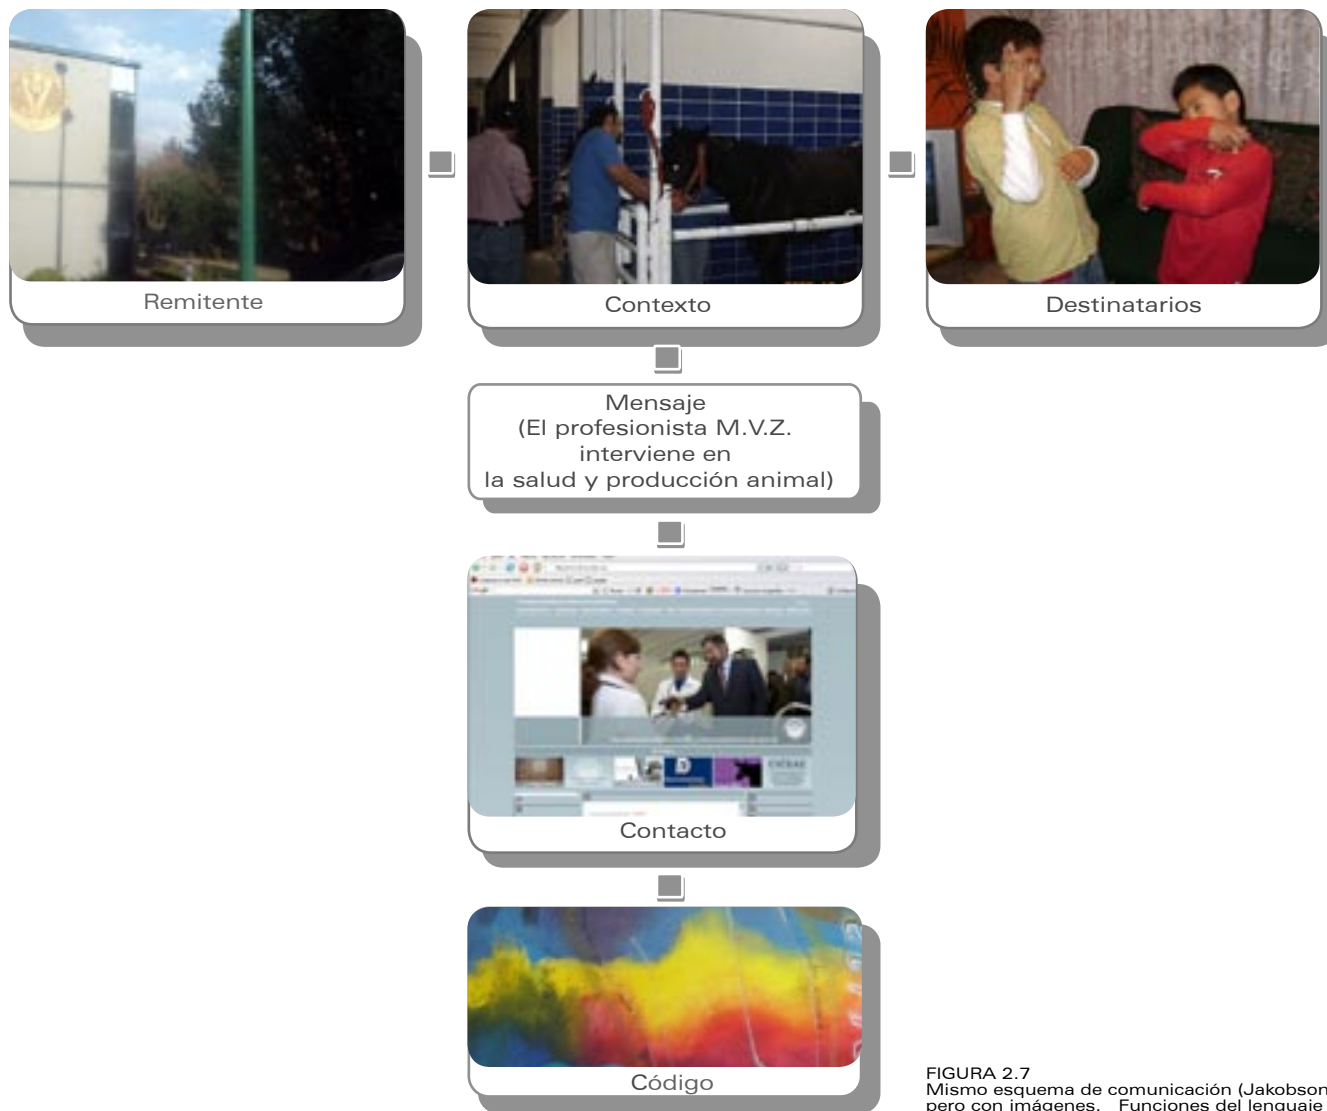 Remitente
Contexto
Destinatarios
Mensaje
(El profesionista M.V.Z.
interviene en
la salud y producción animal)
Contacto
Código
FIGURA 2.7
Mismo esquema de comunicación (Jakobson
pero con imágenes. Funciones del lenguaje